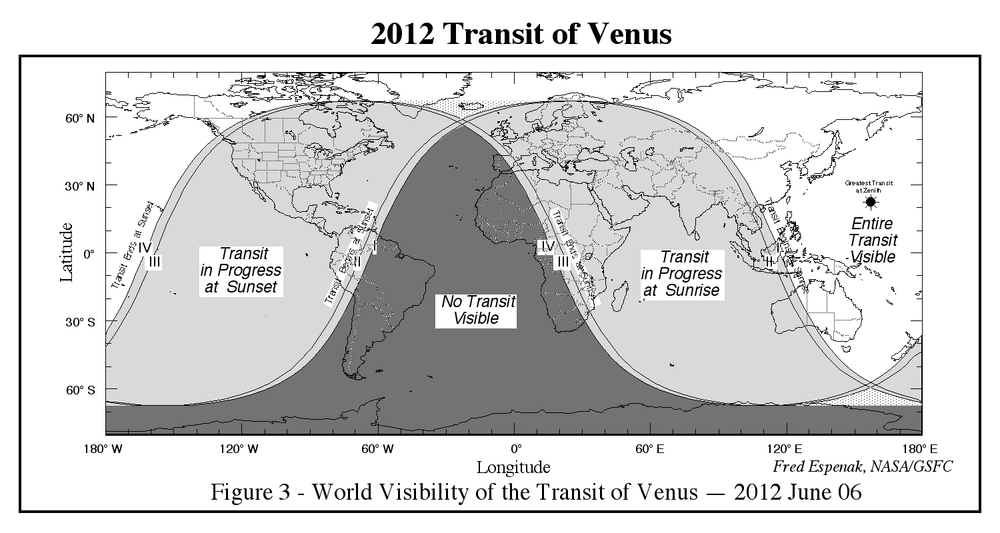 2012 Transit of Venus
60° N
30° N
0°
30° S
60° S
Latitude
Transit Ends at Sunset
IV
III
Transit
in Progress
at Sunset
Transit Begins at Sunset
I
II
No Transit
Visible
IV
III
Transit Ends at Sunrise
Transit
in Progress
at Sunrise
Transit
I
II
Greatest Transit
at Zenith
Entire
Transit
Visible
180° W
120° W
60° W
0°
60° E
120° E
180° E
Longitude
Fred Espenak, NASA/GSFC
Figure 3 - World Visibility of the Transit of Venus — 2012 June 06